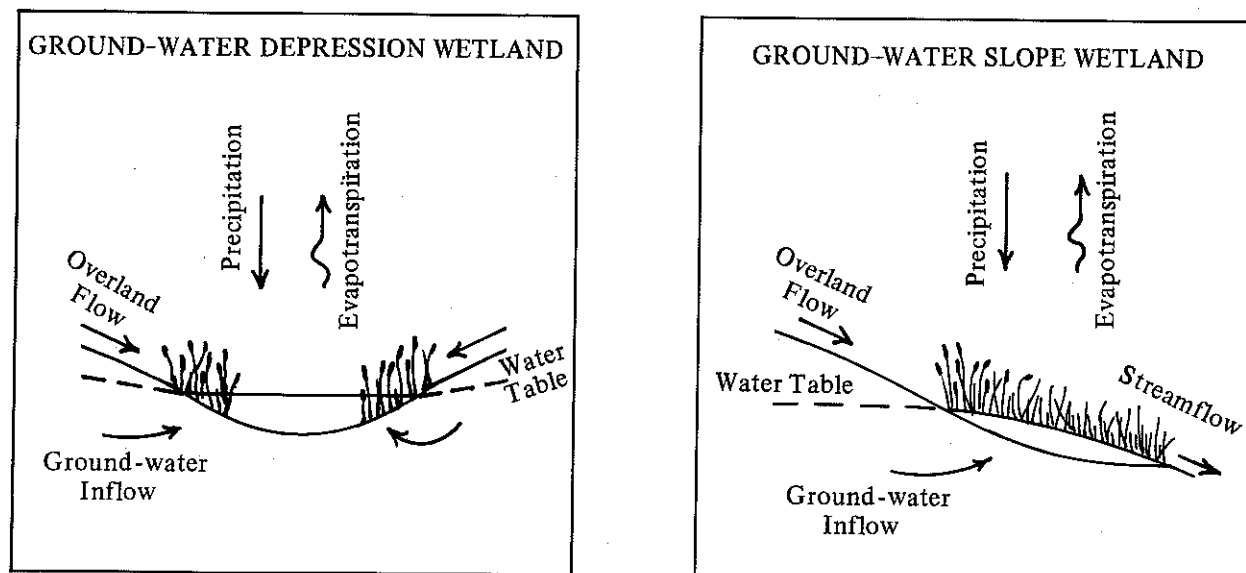 GROUND-WATER DEPRESSION WETLAND
Precipitation
Evapotranspiration
Overland
Flow
Water
Table
Ground-water
Inflow
GROUND-WATER SLOPE WETLAND
Precipitation
Evapotranspiration
Overland
Flow
Water Table
Streamflow
Ground-water
Inflow